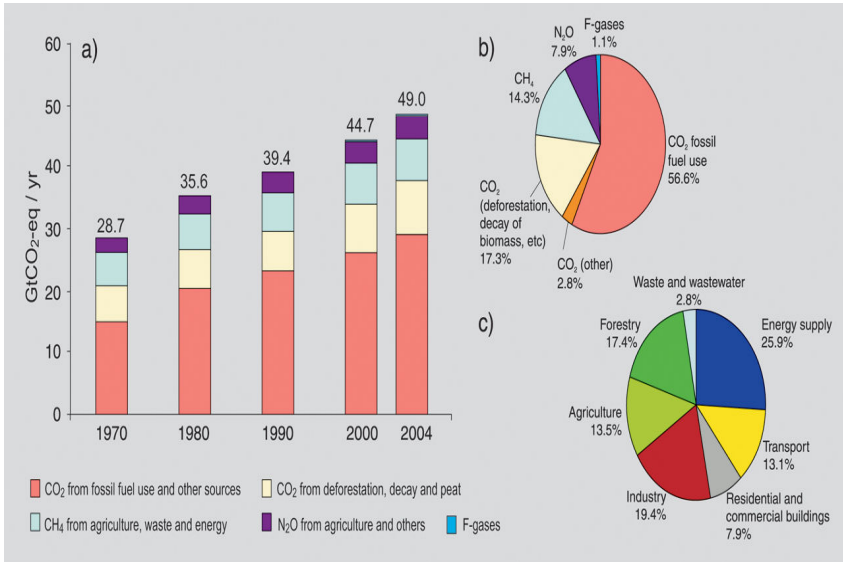 a)
GtCO₂-eq / yr
60
50
40
30
20
10
0
28.7
35.6
39.4
44.7
49.0
1970
1980
1990
2000
2004
CO₂ from fossil fuel use and other sources
CO₂ from deforestation, decay and peat
CH₄ from agriculture, waste and energy
N₂O from agriculture and others
F-gases
b)
F-gases
1.1%
N₂O
7.9%
CH₄
14.3%
CO₂ fossil
fuel use
56.6%
CO₂
(deforestation,
decay of
biomass, etc)
17.3%
CO₂ (other)
2.8%
c)
Waste and wastewater
2.8%
Forestry
17.4%
Energy supply
25.9%
Agriculture
13.5%
Transport
13.1%
Industry
19.4%
Residential and
commercial buildings
7.9%